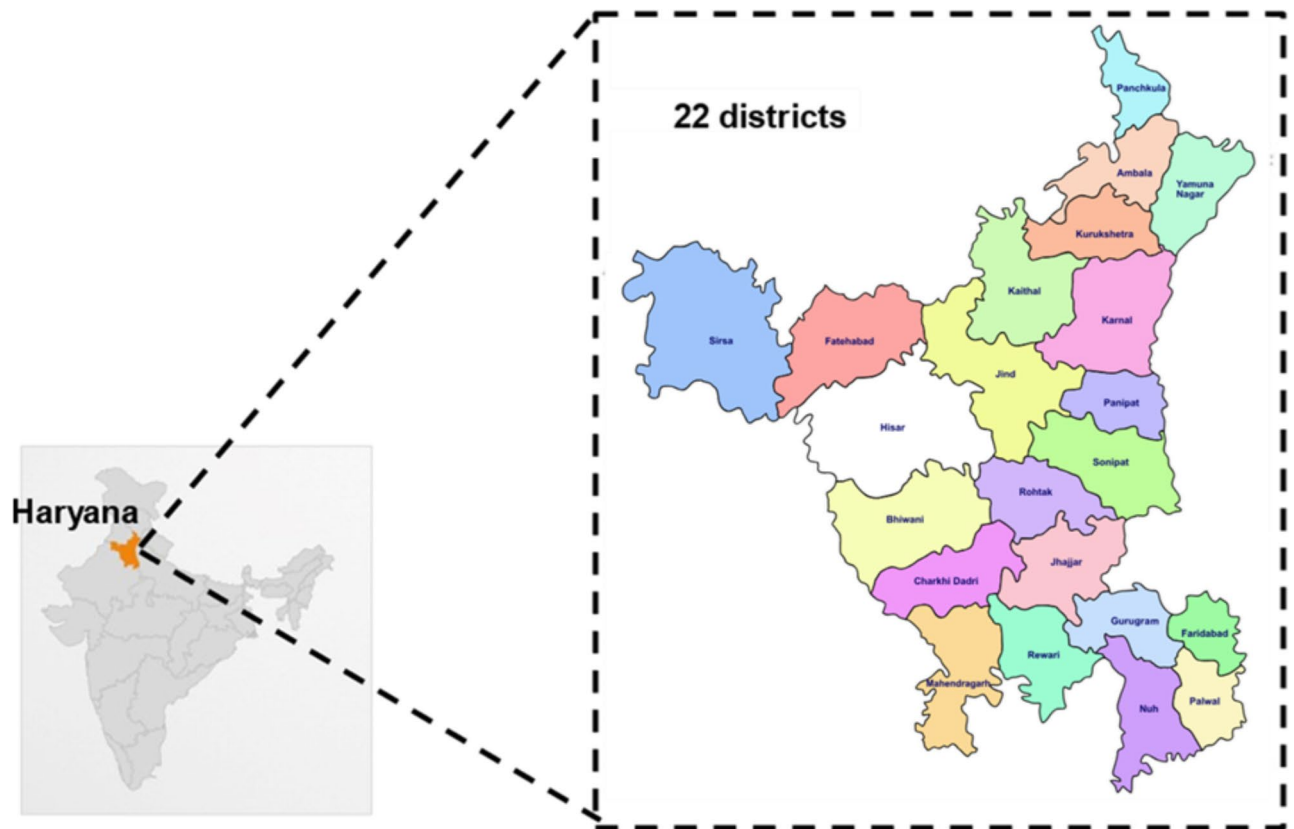 22 districts
Haryana
Panchkula
Ambala
Yamuna
Nagar
Kurukshetra
Kaithal
Karnal
Sirsa
Fatehabad
Jind
Panipat
Hisar
Sonipat
Rohtak
Bhiwani
Jhajjar
Charkhi Dadri
Gurugram
Faridabad
Rewari
Mahendragarh
Nuh
Palwal